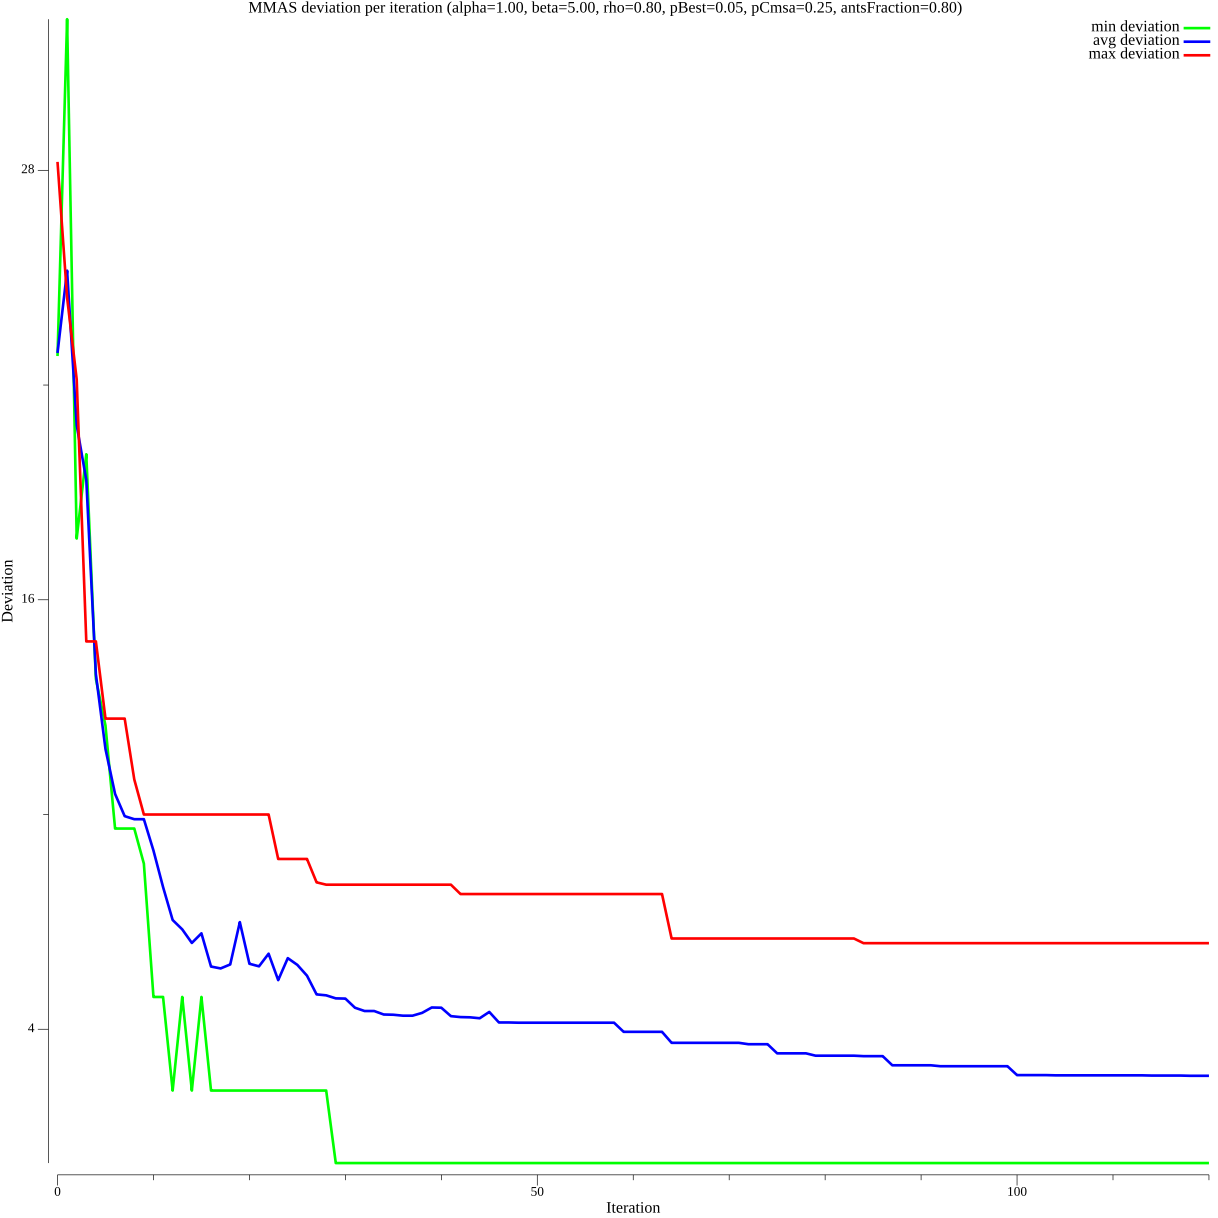 MMAS deviation per iteration (alpha=1.00, beta=5.00, rho=0.80, pBest=0.05, pCmsa=0.25, antsFraction=0.80)
min deviation
avg deviation
max deviation
28
16
4
Deviation
0
50
100
Iteration